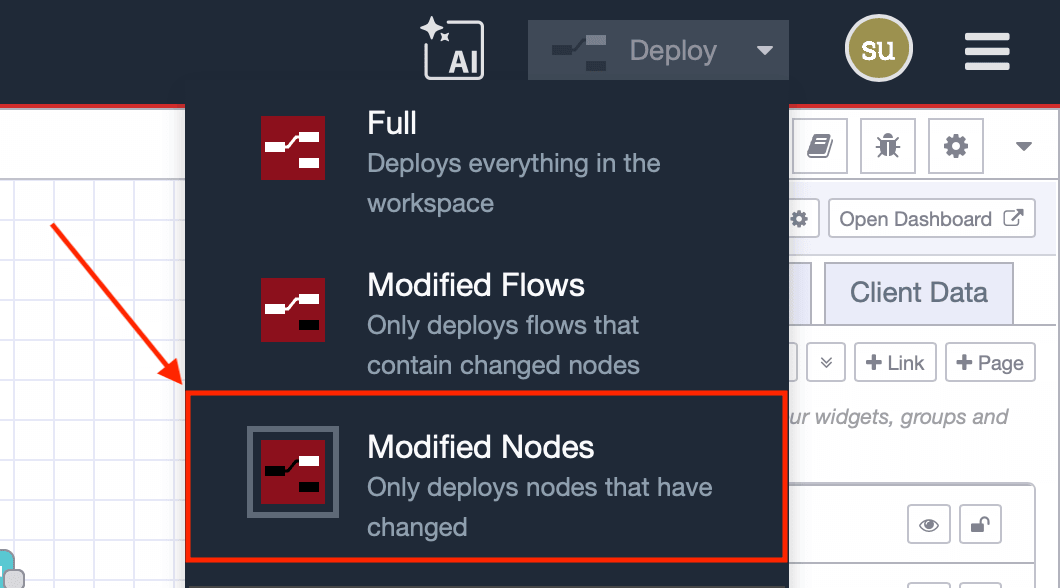 AI
Deploy
su
Full
Deploys everything in the
workspace
Open Dashboard
Modified Flows
Only deploys flows that
contain changed nodes
Client Data
Link
Page
ur widgets, groups and
Modified Nodes
Only deploys nodes that have
changed